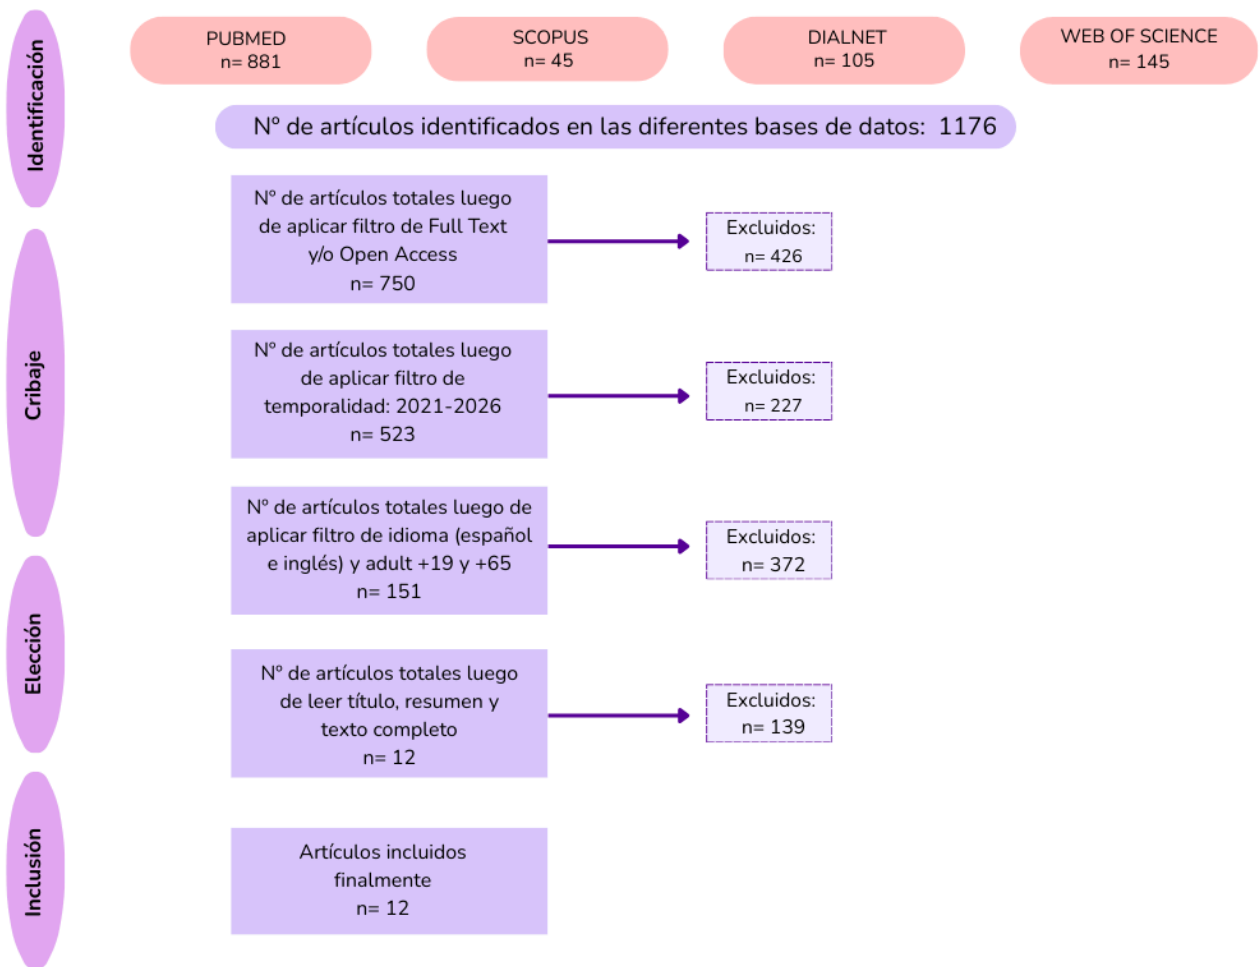 Identificación
PUBMED
n= 881
SCOPUS
n= 45
DIALNET
n= 105
WEB OF SCIENCE
n= 145
Nº de artículos identificados en las diferentes bases de datos: 1176
Nº de artículos totales luego
de aplicar filtro de Full Text
y/o Open Access
n= 750
Excluidos:
n= 426
Cribaje
Nº de artículos totales luego
de aplicar filtro de
temporalidad: 2021-2026
n= 523
Excluidos:
n= 227
Nº de artículos totales luego de
aplicar filtro de idioma (español
e inglés) y adult +19 y +65
n= 151
Excluidos:
n= 372
Elección
Nº de artículos totales luego
de leer título, resumen y
texto completo
n= 12
Excluidos:
n= 139
Inclusión
Artículos incluidos
finalmente
n= 12